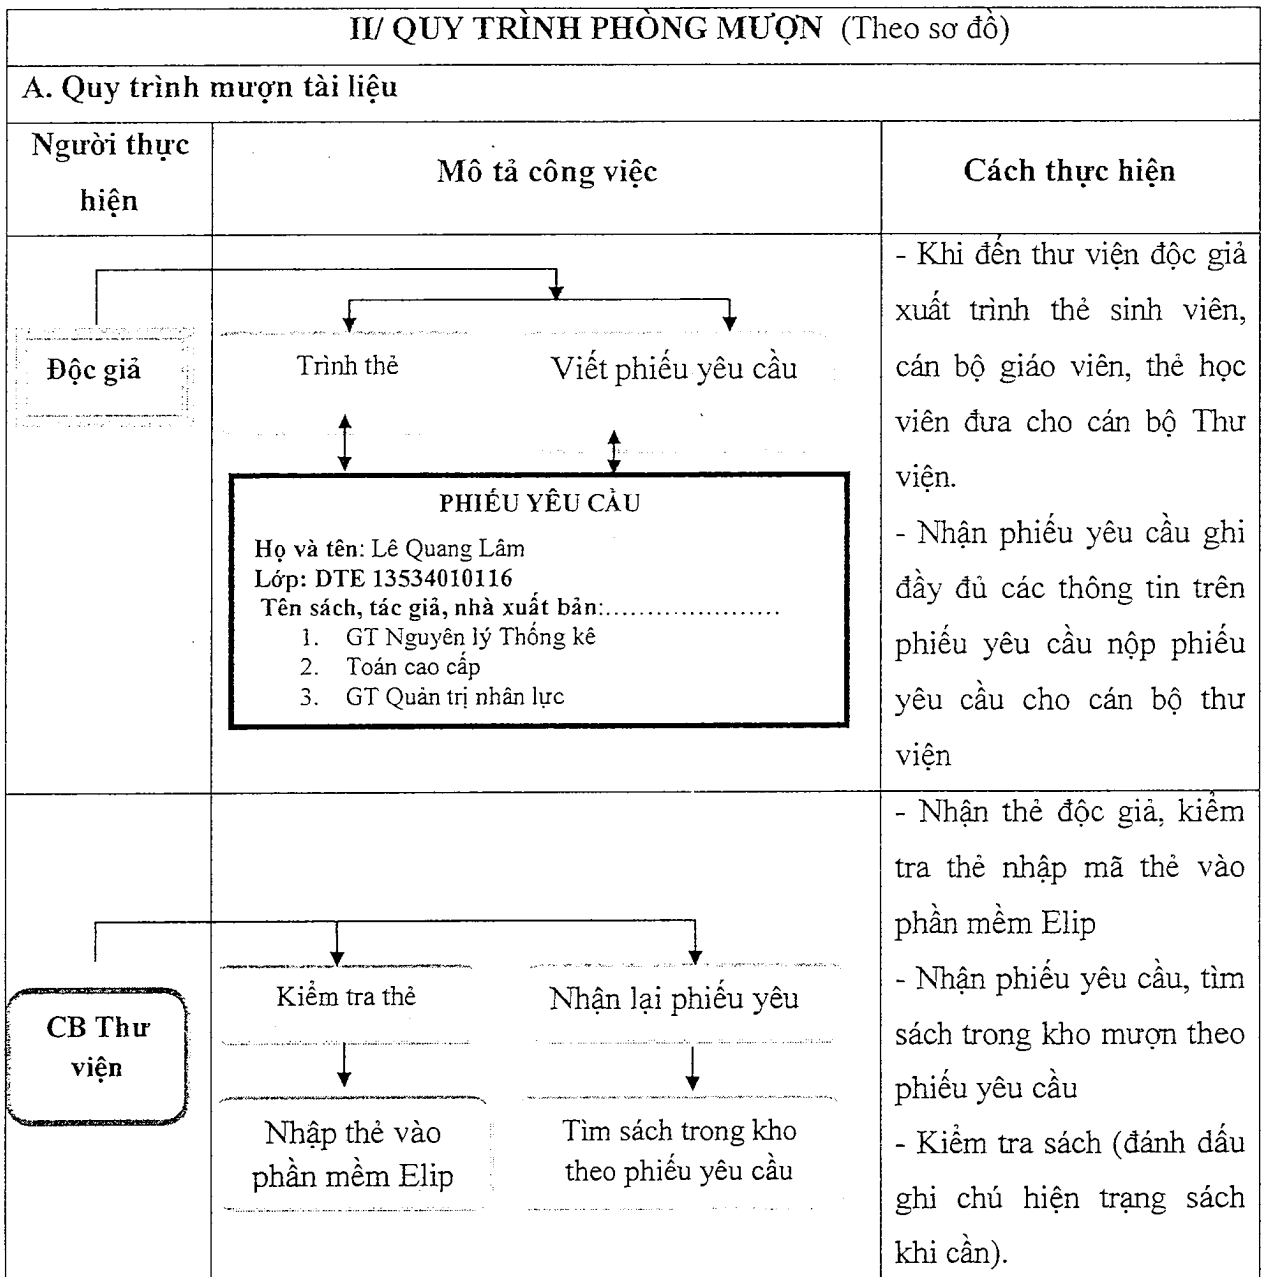 II/ QUY TRÌNH PHÒNG MƯỢN (Theo sơ đồ)
A. Quy trình mượn tài liệu
Người thực
hiện
Mô tả công việc
Cách thực hiện
Độc giả
Trình thẻ
Viết phiếu yêu cầu
PHIẾU YÊU CẦU
Họ và tên: Lê Quang Lâm
Lớp: DTE 13534010116
Tên sách, tác giả, nhà xuất bản:.....................
1. GT Nguyên lý Thống kê
2. Toán cao cấp
3. GT Quản trị nhân lực
- Khi đến thư viện độc giả
xuất trình thẻ sinh viên,
cán bộ giáo viên, thẻ học
viên đưa cho cán bộ Thư
viện.
- Nhận phiếu yêu cầu ghi
đầy đủ các thông tin trên
phiếu yêu cầu nộp phiếu
yêu cầu cho cán bộ thư
viện
CB Thư
viện
Kiểm tra thẻ
Nhận lại phiếu yêu
Nhập thẻ vào
phần mềm Elip
Tìm sách trong kho
theo phiếu yêu cầu
- Nhận thẻ độc giả, kiểm
tra thẻ nhập mã thẻ vào
phần mềm Elip
- Nhận phiếu yêu cầu, tìm
sách trong kho mượn theo
phiếu yêu cầu
- Kiểm tra sách (đánh dấu
ghi chú hiện trạng sách
khi cần).